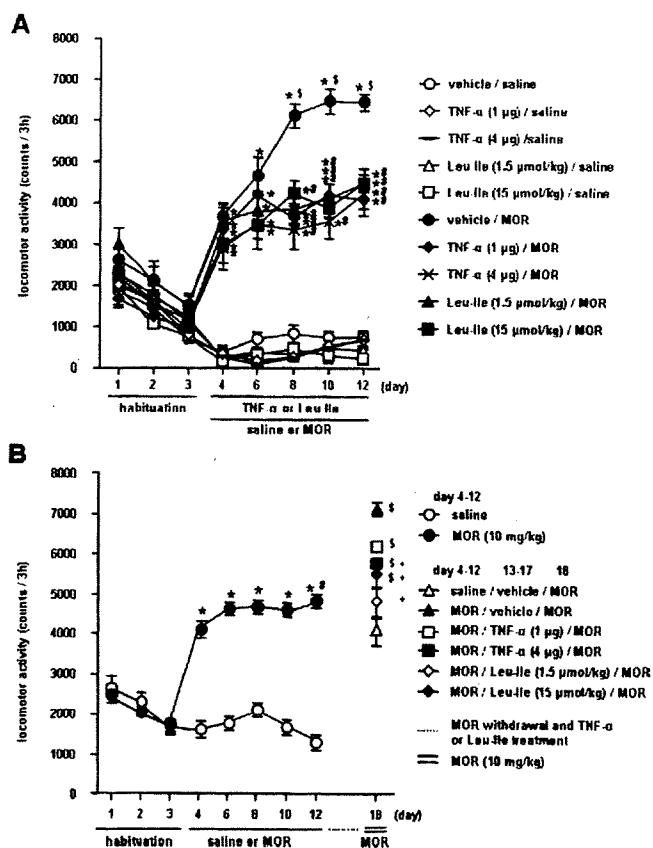 A
8000
7000
6000
5000
4000
3000
2000
1000
0
locomotor activity (counts / 3h)
1 2 3 4 6 8 10 12 (day)
habituation
TNF-α or Leu-Ile
saline or MOR
vehicle / saline
TNF-α (1 μg) / saline
TNF-α (4 μg) /saline
Leu-Ile (1.5 μmol/kg) / saline
Leu-Ile (15 μmol/kg) / saline
vehicle / MOR
TNF-α (1 μg) / MOR
TNF-α (4 μg) / MOR
Leu-Ile (1.5 μmol/kg) / MOR
Leu-Ile (15 μmol/kg) / MOR
B
8000
7000
6000
5000
4000
3000
2000
1000
0
locomotor activity (counts / 3h)
1 2 3 4 6 8 10 12 18 (day)
habituation
saline or MOR
MOR
day 4-12
saline
MOR (10 mg/kg)
day 4-12 13-17 18
saline / vehicle / MOR
MOR / vehicle / MOR
MOR / TNF-α (1 μg) / MOR
MOR / TNF-α (4 μg) / MOR
MOR / Leu-Ile (1.5 μmol/kg) / MOR
MOR / Leu-Ile (15 μmol/kg) / MOR
MOR withdrawal and TNF-α
or Leu-Ile treatment
MOR (10 mg/kg)